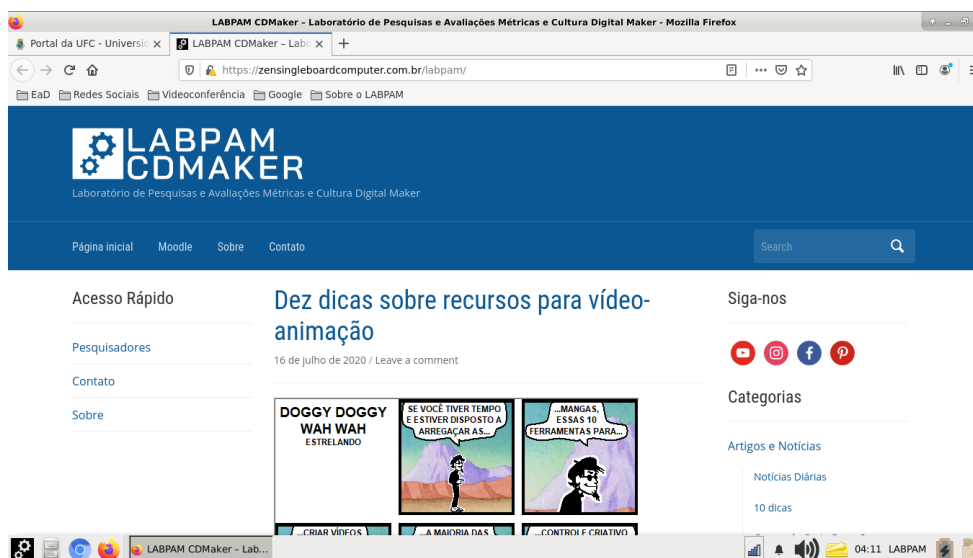 LABPAM CDMaker – Laboratório de Pesquisas e Avaliações Métricas e Cultura Digital Maker - Mozilla Firefox
Portal da UFC - Universid
LABPAM CDMaker – Labo
https://zensingleboardcomputer.com.br/labpam/
EaD Redes Sociais Videoconferência Google Sobre o LABPAM
LABPAM
CDMAKER
Laboratório de Pesquisas e Avaliações Métricas e Cultura Digital Maker
Página inicial Moodle Sobre Contato
Search
Acesso Rápido
Pesquisadores
Contato
Sobre
Dez dicas sobre recursos para vídeo-
animação
16 de julho de 2020 / Leave a comment
DOGGY DOGGY
WAH WAH
ESTRELANDO
SE VOCÊ TIVER TEMPO
E ESTIVER DISPOSTO A
ARREGAÇAR AS...
...MANGAS,
ESSAS 10
FERRAMENTAS PARA...
...CRIAR VÍDEOS
...A MAIORIA DAS
...CONTROLE CRIATIVO
Siga-nos
Categorias
Artigos e Notícias
Notícias Diárias
10 dicas
LABPAM CDMaker – Lab...
04:11 LABPAM